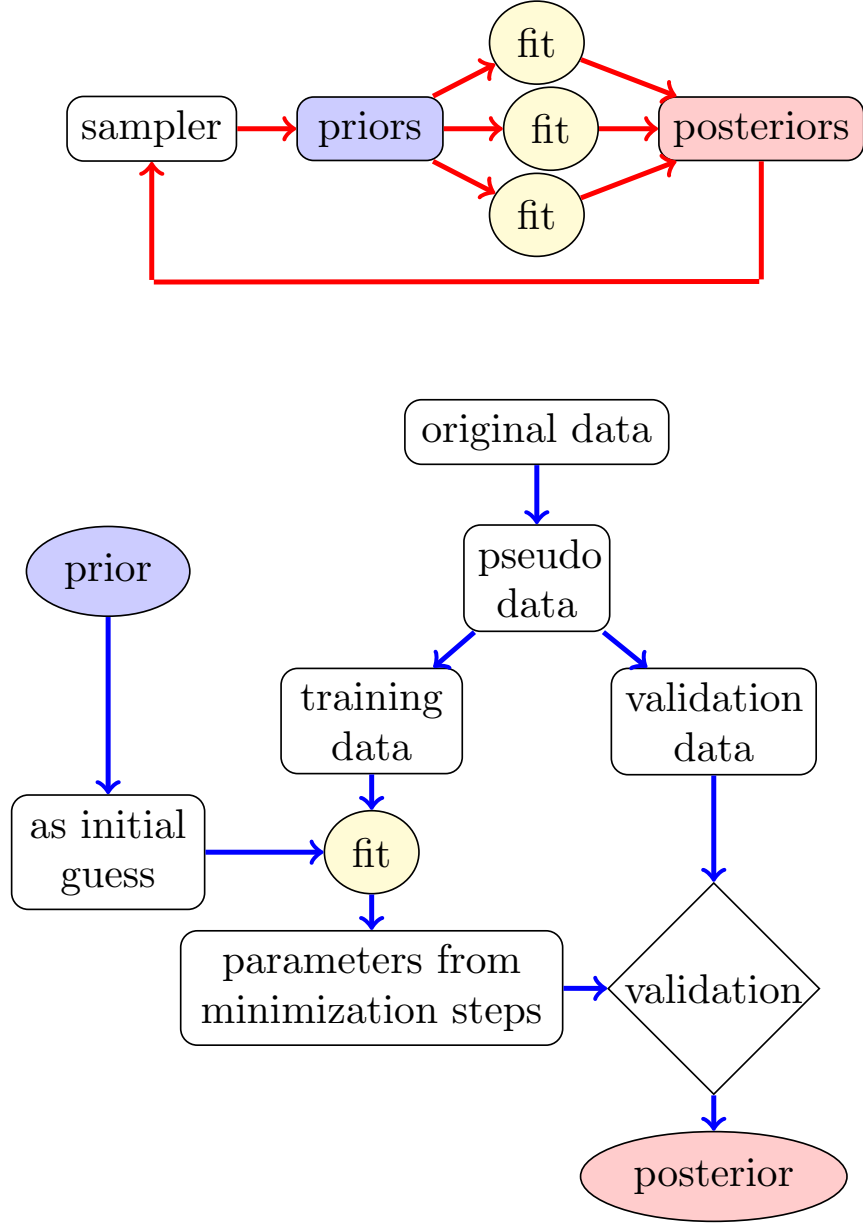 fit
sampler
priors
fit
posteriors
fit
original data
prior
pseudo
data
training
data
validation
data
as initial
guess
fit
parameters from
minimization steps
validation
posterior